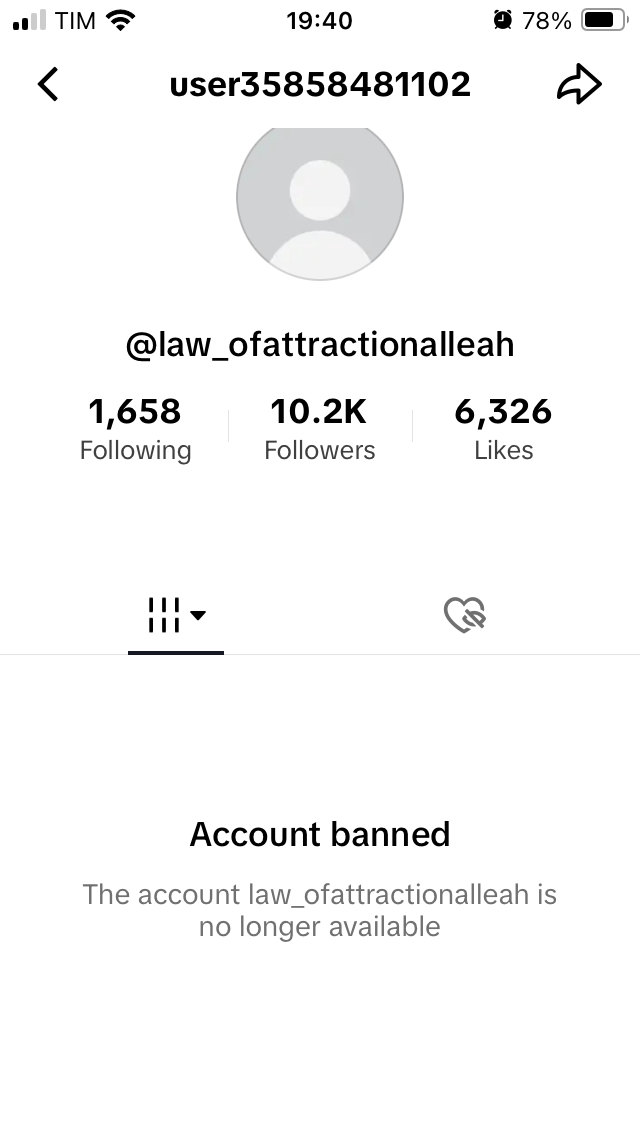 TIM 19:40 78%
user35858481102
@law_ofattractionalleah
1,658 10.2K 6,326
Following Followers Likes
Account banned
The account law_ofattractionalleah is
no longer available